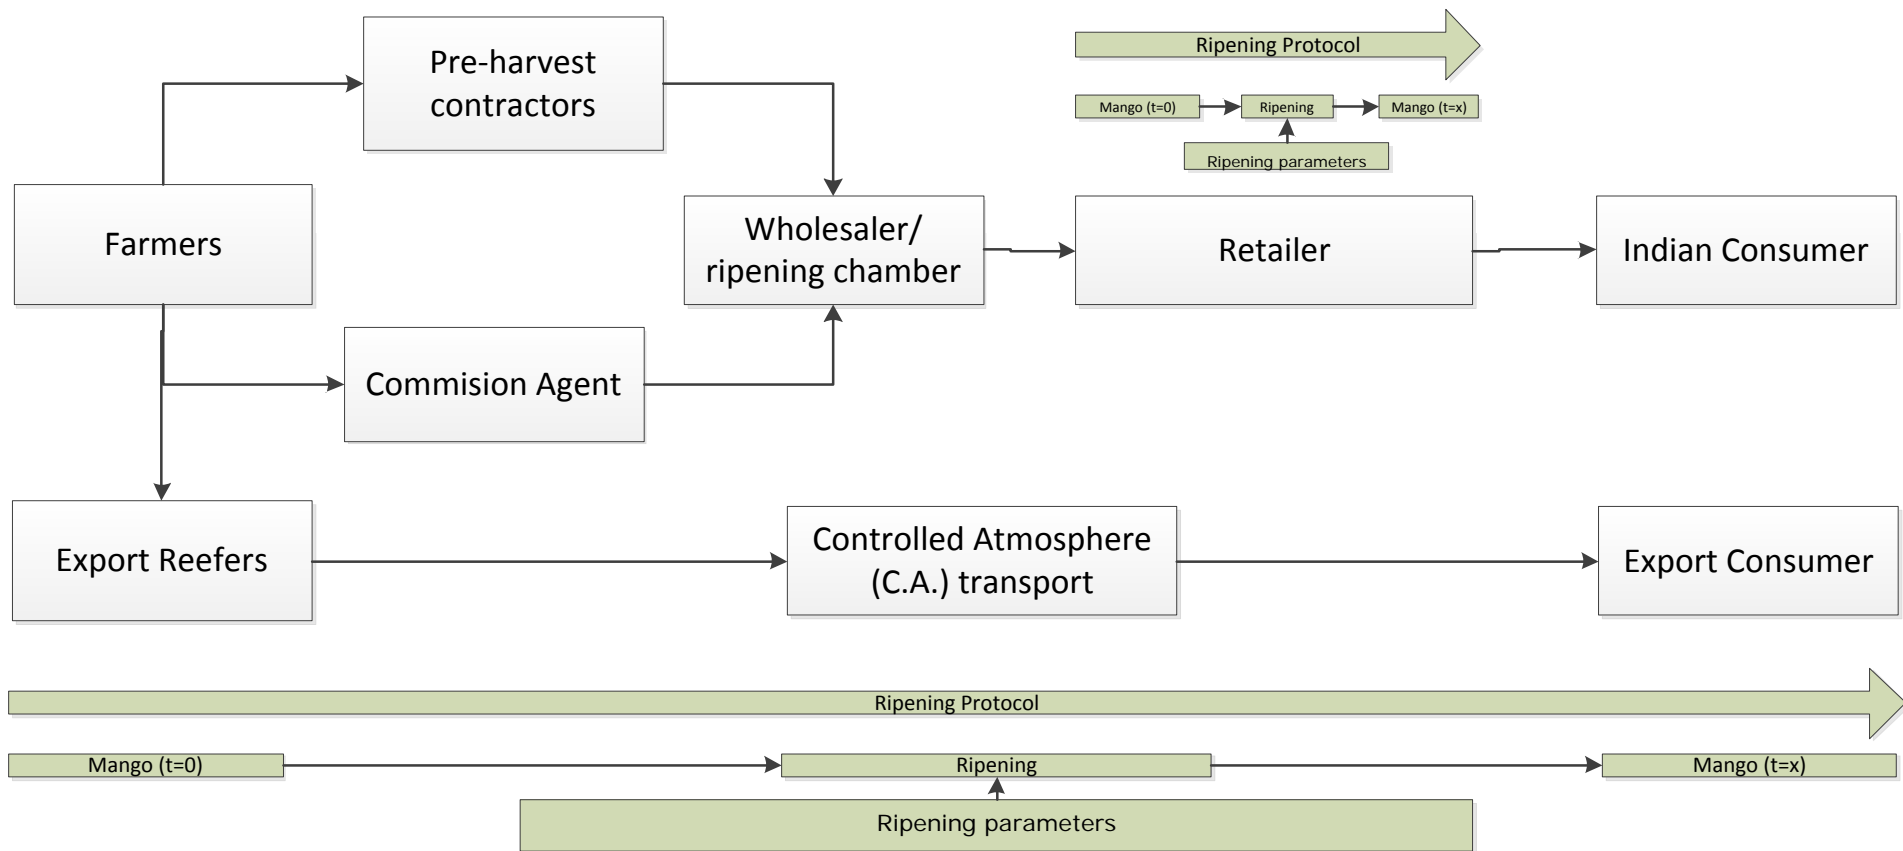 Ripening Protocol
Pre-harvest
contractors
Mango (t=0)
Ripening
Mango (t=x)
Ripening parameters
Farmers
Wholesaler/
ripening chamber
Retailer
Indian Consumer
Commision Agent
Export Reefers
Controlled Atmosphere
(C.A.) transport
Export Consumer
Ripening Protocol
Mango (t=0)
Ripening
Mango (t=x)
Ripening parameters